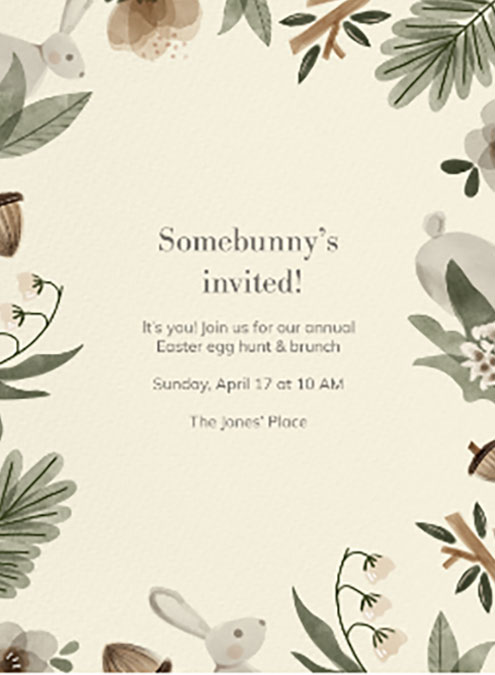 Somebunny's
invited!
It's you! Join us for our annual
Easter egg hunt & brunch
Sunday, April 17 at 10 AM
The Jones' Place